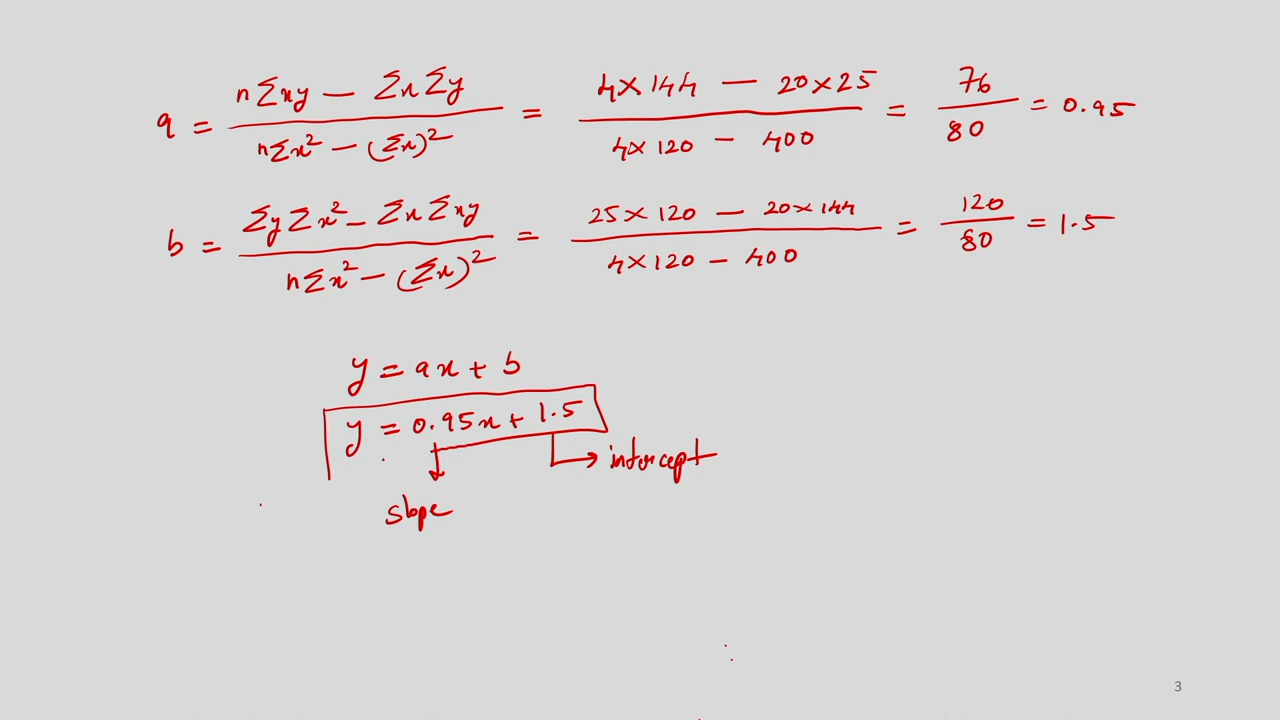 a = nΣxy − ΣxΣy / nΣx² − (Σx)² = 4×144 − 20×25 / 4×120 − 400 = 76 / 80 = 0.95
b = ΣyΣx² − ΣxΣxy / nΣx² − (Σx)² = 25×120 − 20×144 / 4×120 − 400 = 120 / 80 = 1.5
y = ax + b
y = 0.95x + 1.5
intercept
slope
3